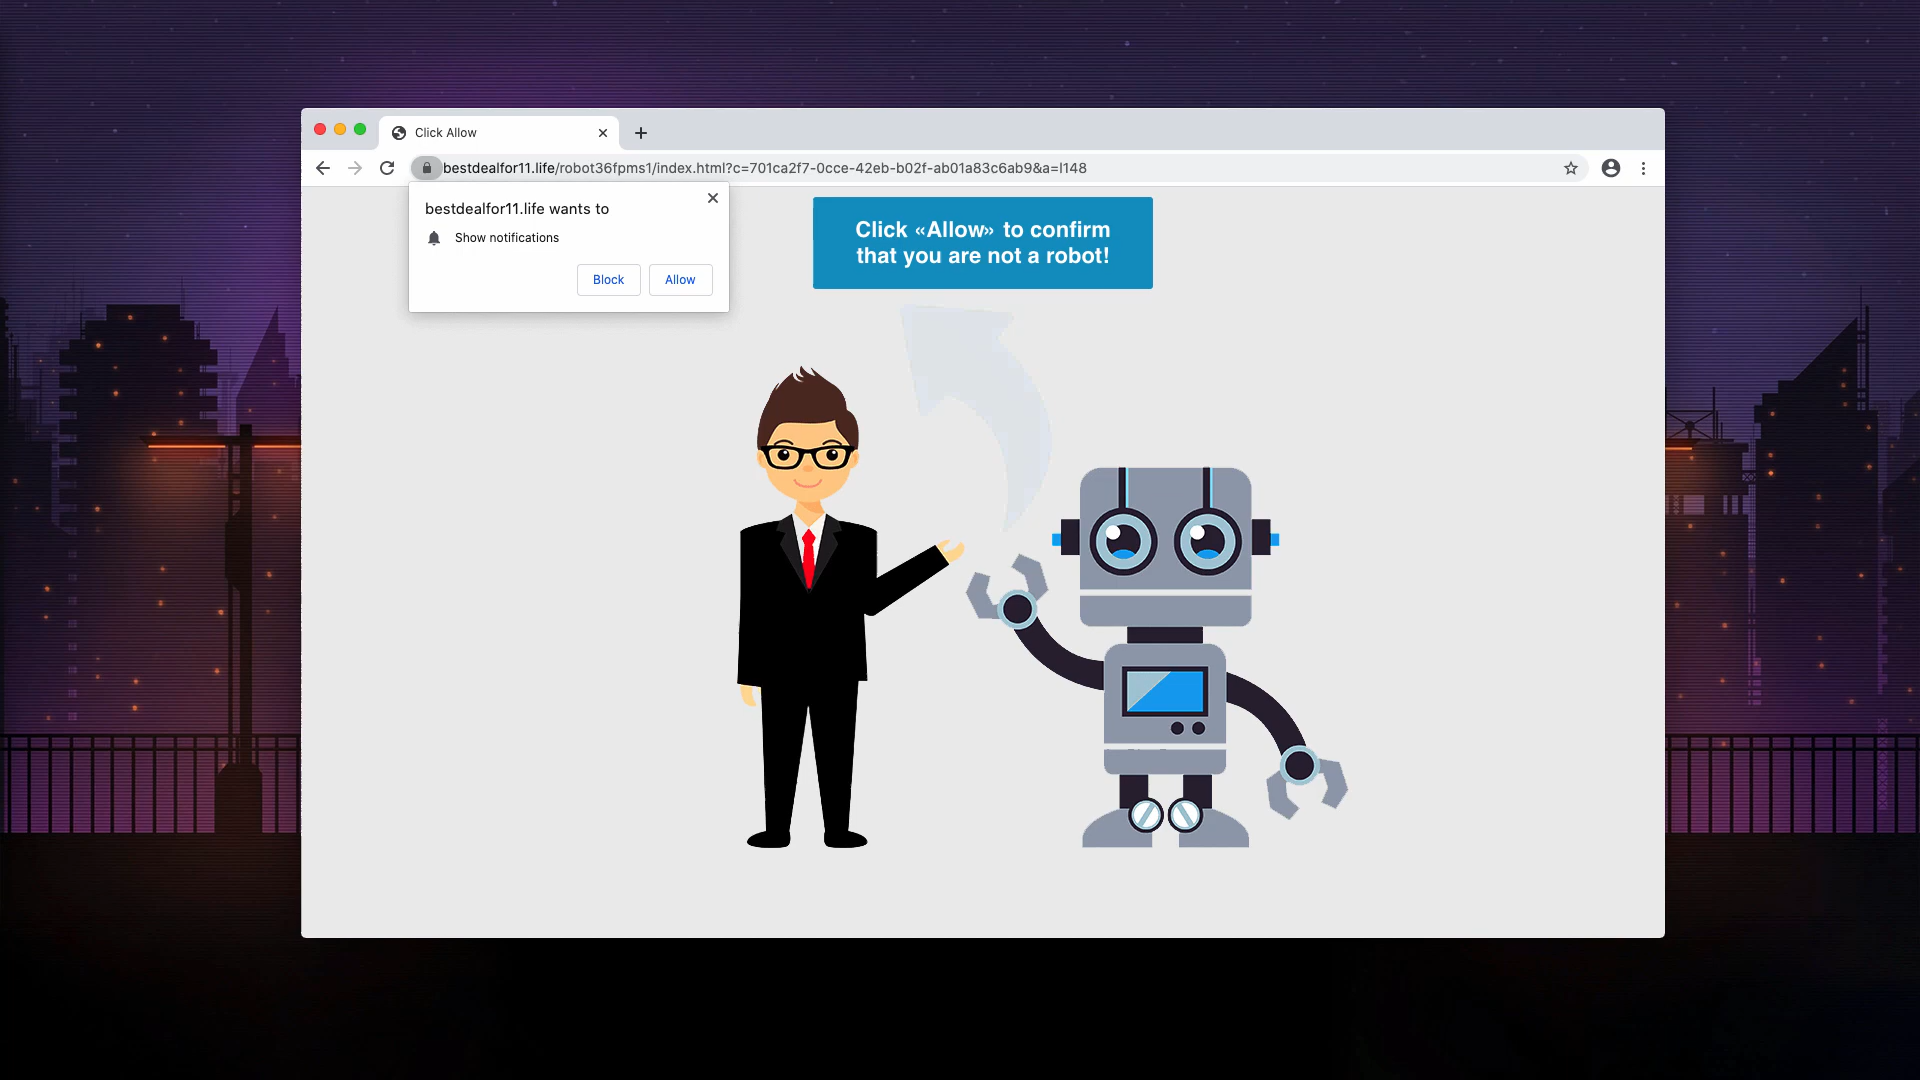 Click Allow
bestdealfor11.life/robot36fpms1/index.html?c=701ca2f7-0cce-42eb-b02f-ab01a83c6ab9&a=l148
bestdealfor11.life wants to
Show notifications
Block
Allow
Click «Allow» to confirm
that you are not a robot!